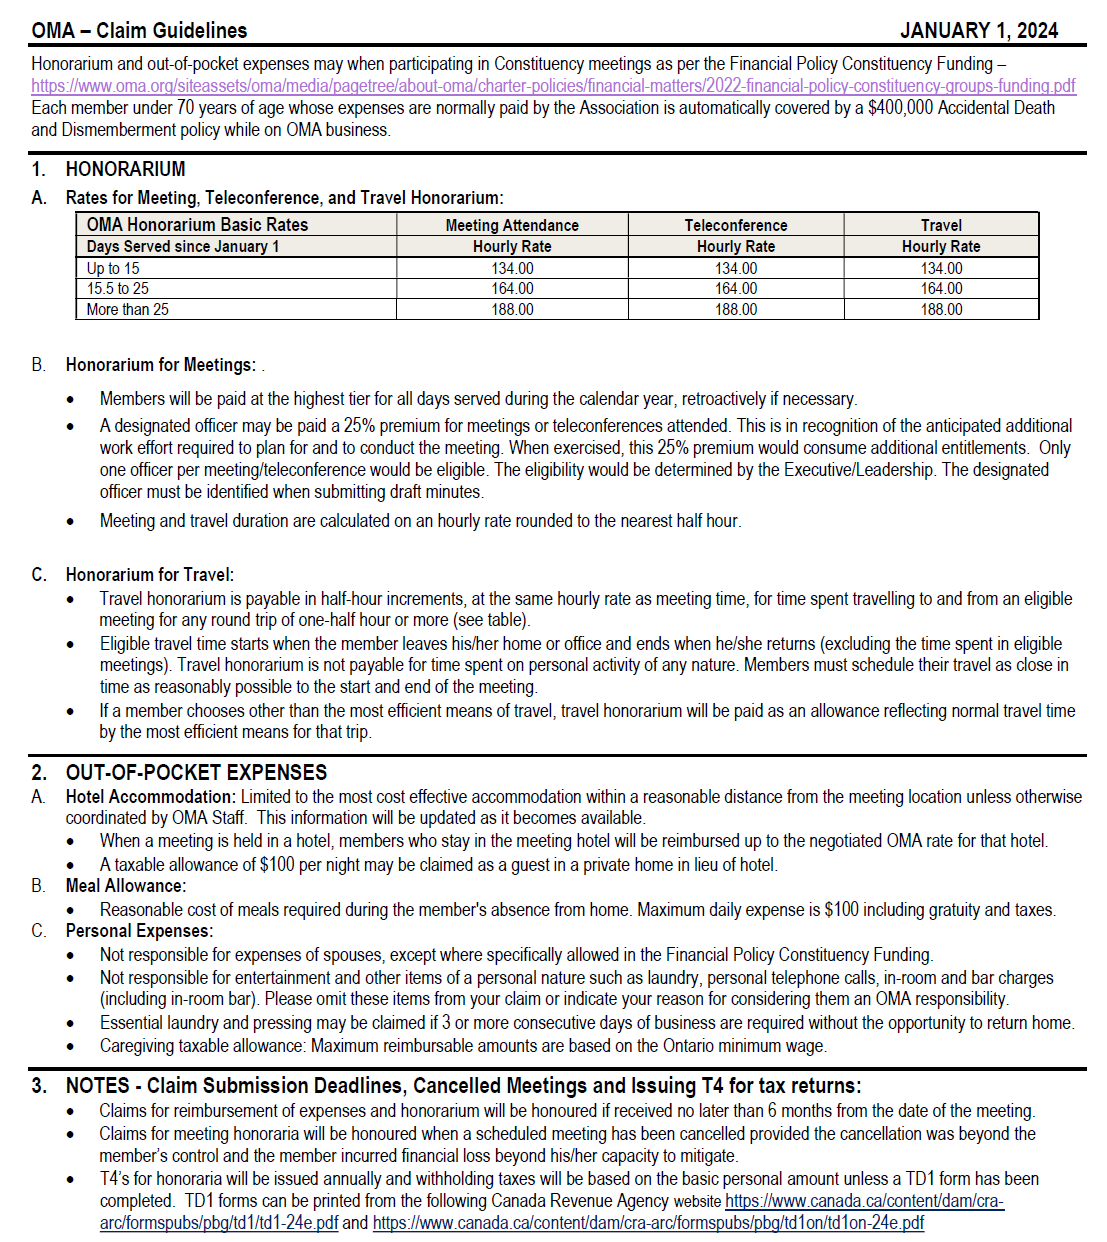 OMA – Claim Guidelines JANUARY 1, 2024
Honorarium and out-of-pocket expenses may when participating in Constituency meetings as per the Financial Policy Constituency Funding –
https://www.oma.org/siteassets/oma/media/pagetree/about-oma/charter-policies/financial-matters/2022-financial-policy-constituency-groups-funding.pdf
Each member under 70 years of age whose expenses are normally paid by the Association is automatically covered by a $400,000 Accidental Death
and Dismemberment policy while on OMA business.
1. HONORARIUM
A. Rates for Meeting, Teleconference, and Travel Honorarium:
OMA Honorarium Basic Rates Meeting Attendance Teleconference Travel
Days Served since January 1 Hourly Rate Hourly Rate Hourly Rate
Up to 15 134.00 134.00 134.00
15.5 to 25 164.00 164.00 164.00
More than 25 188.00 188.00 188.00
B. Honorarium for Meetings: .
• Members will be paid at the highest tier for all days served during the calendar year, retroactively if necessary.
• A designated officer may be paid a 25% premium for meetings or teleconferences attended. This is in recognition of the anticipated additional
work effort required to plan for and to conduct the meeting. When exercised, this 25% premium would consume additional entitlements. Only
one officer per meeting/teleconference would be eligible. The eligibility would be determined by the Executive/Leadership. The designated
officer must be identified when submitting draft minutes.
• Meeting and travel duration are calculated on an hourly rate rounded to the nearest half hour.
C. Honorarium for Travel:
• Travel honorarium is payable in half-hour increments, at the same hourly rate as meeting time, for time spent travelling to and from an eligible
meeting for any round trip of one-half hour or more (see table).
• Eligible travel time starts when the member leaves his/her home or office and ends when he/she returns (excluding the time spent in eligible
meetings). Travel honorarium is not payable for time spent on personal activity of any nature. Members must schedule their travel as close in
time as reasonably possible to the start and end of the meeting.
• If a member chooses other than the most efficient means of travel, travel honorarium will be paid as an allowance reflecting normal travel time
by the most efficient means for that trip.
2. OUT-OF-POCKET EXPENSES
A. Hotel Accommodation: Limited to the most cost effective accommodation within a reasonable distance from the meeting location unless otherwise
coordinated by OMA Staff. This information will be updated as it becomes available.
• When a meeting is held in a hotel, members who stay in the meeting hotel will be reimbursed up to the negotiated OMA rate for that hotel.
• A taxable allowance of $100 per night may be claimed as a guest in a private home in lieu of hotel.
B. Meal Allowance:
• Reasonable cost of meals required during the member's absence from home. Maximum daily expense is $100 including gratuity and taxes.
C. Personal Expenses:
• Not responsible for expenses of spouses, except where specifically allowed in the Financial Policy Constituency Funding.
• Not responsible for entertainment and other items of a personal nature such as laundry, personal telephone calls, in-room and bar charges
(including in-room bar). Please omit these items from your claim or indicate your reason for considering them an OMA responsibility.
• Essential laundry and pressing may be claimed if 3 or more consecutive days of business are required without the opportunity to return home.
• Caregiving taxable allowance: Maximum reimbursable amounts are based on the Ontario minimum wage.
3. NOTES - Claim Submission Deadlines, Cancelled Meetings and Issuing T4 for tax returns:
• Claims for reimbursement of expenses and honorarium will be honoured if received no later than 6 months from the date of the meeting.
• Claims for meeting honoraria will be honoured when a scheduled meeting has been cancelled provided the cancellation was beyond the
member's control and the member incurred financial loss beyond his/her capacity to mitigate.
• T4's for honoraria will be issued annually and withholding taxes will be based on the basic personal amount unless a TD1 form has been
completed. TD1 forms can be printed from the following Canada Revenue Agency website https://www.canada.ca/content/dam/cra-
arc/formspubs/pbg/td1/td1-24e.pdf and https://www.canada.ca/content/dam/cra-arc/formspubs/pbg/td1on/td1on-24e.pdf